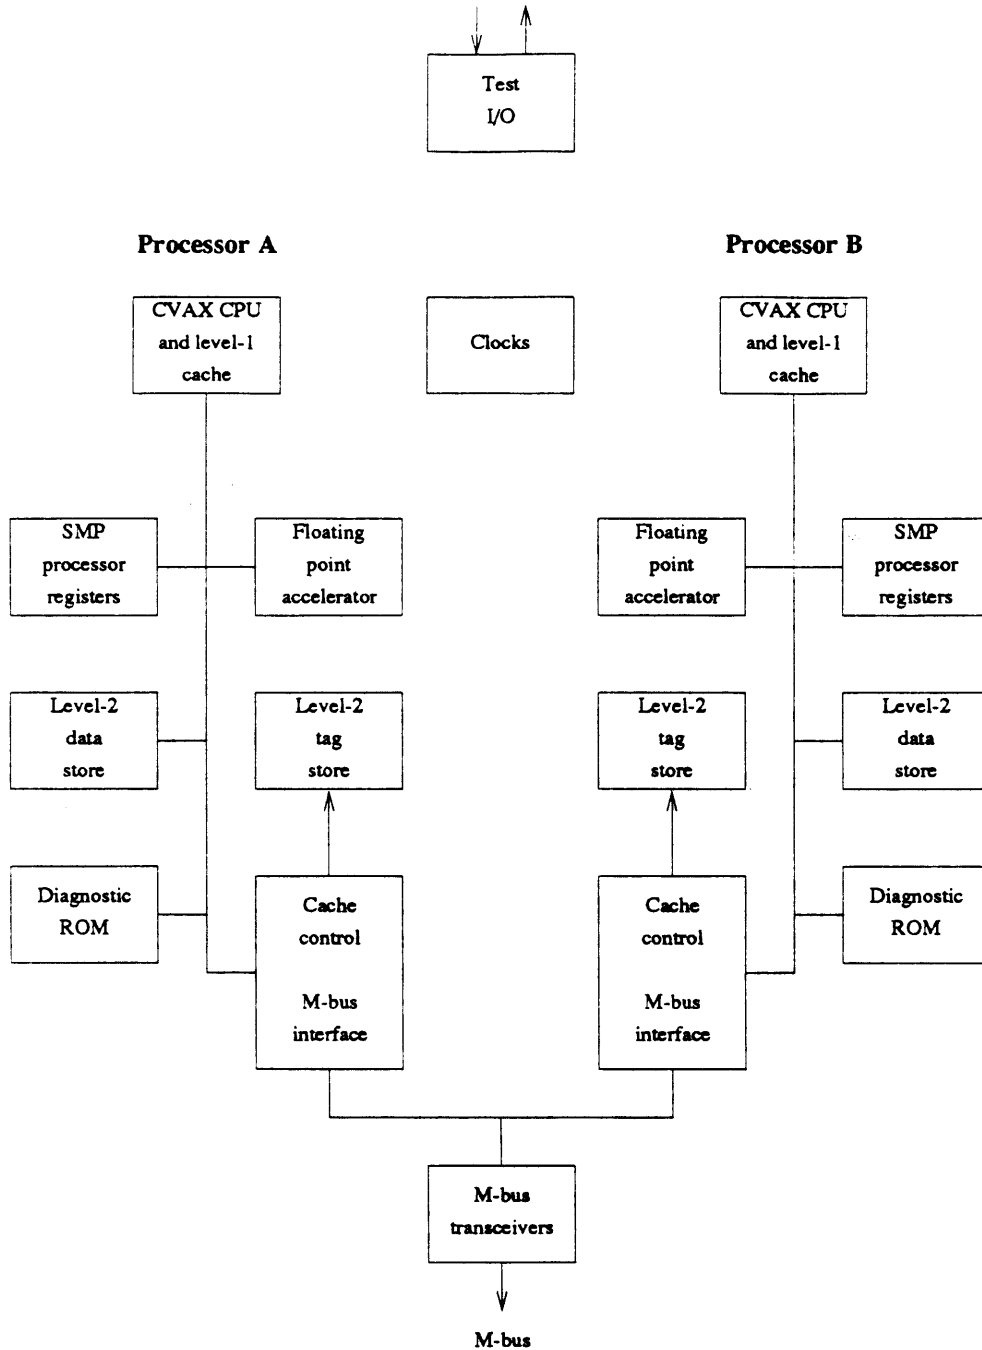 Test
I/O
Processor A
Processor B
CVAX CPU
and level-1
cache
Clocks
CVAX CPU
and level-1
cache
SMP
processor
registers
Floating
point
accelerator
Floating
point
accelerator
SMP
processor
registers
Level-2
data
store
Level-2
tag
store
Level-2
tag
store
Level-2
data
store
Diagnostic
ROM
Cache
control
M-bus
interface
Cache
control
M-bus
interface
Diagnostic
ROM
M-bus
transceivers
M-bus